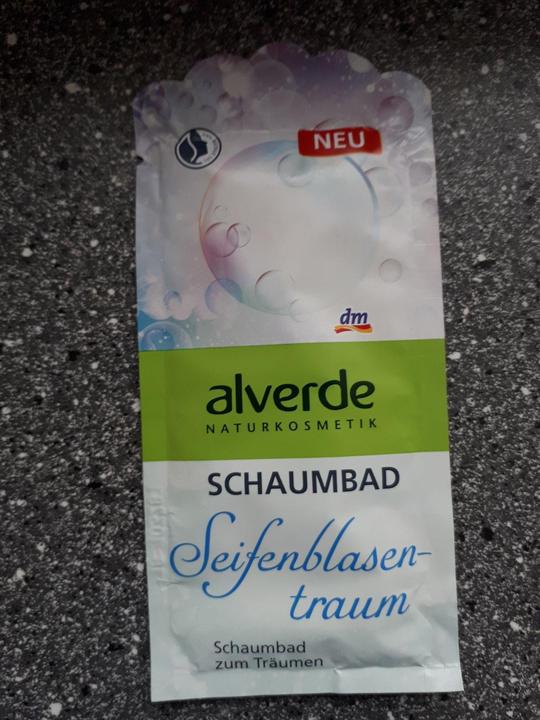 NEU
dm
alverde
NATURKOSMETIK
SCHAUMBAD
Seifenblasen-
traum
Schaumbad
zum Träumen